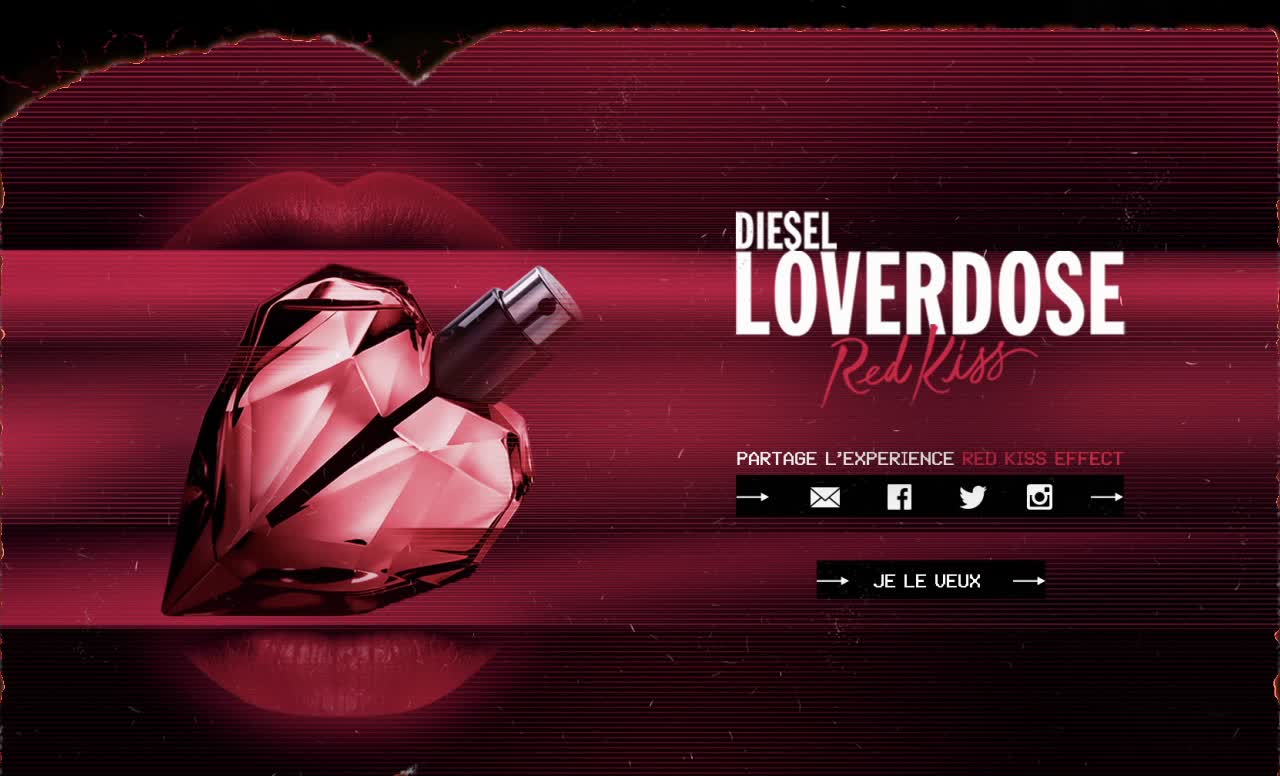 DIESEL
LOVERDOSE
Red Kiss
PARTAGE L'EXPERIENCE RED KISS EFFECT
JE LE VEUX